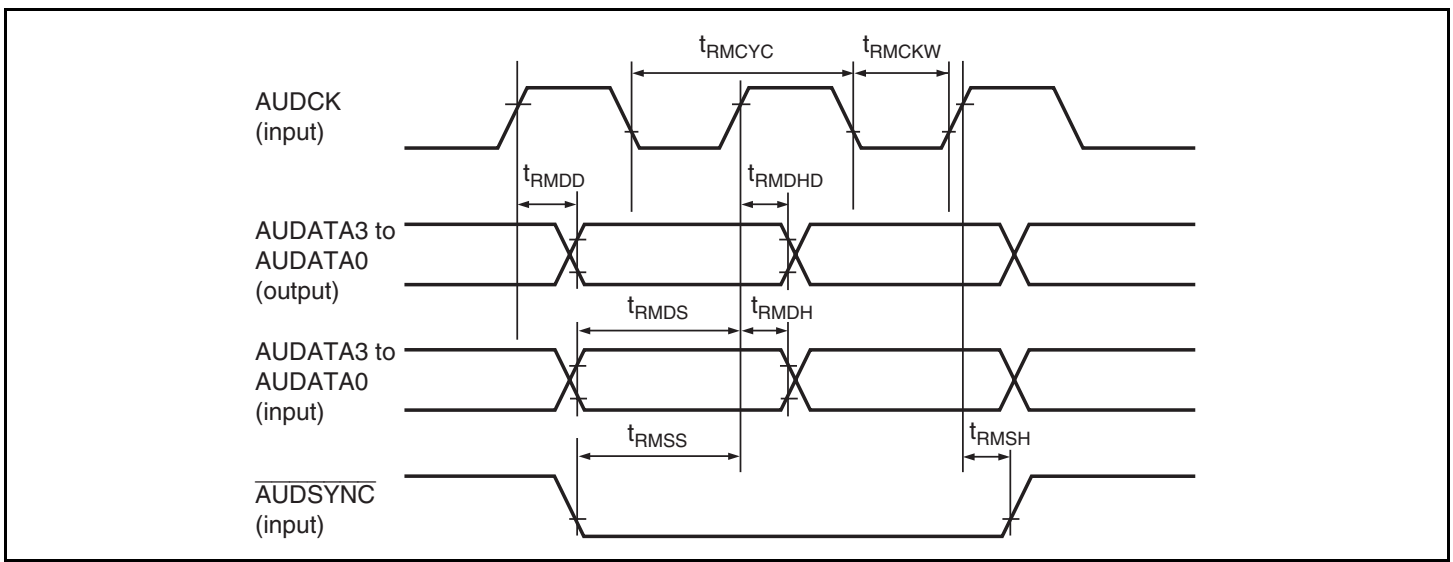 tRMCYC tRMCKW
AUDCK
(input)
tRMDD tRMDHD
AUDATA3 to
AUDATA0
(output)
tRMDS tRMDH
AUDATA3 to
AUDATA0
(input)
tRMSS tRMSH
AUDSYNC
(input)